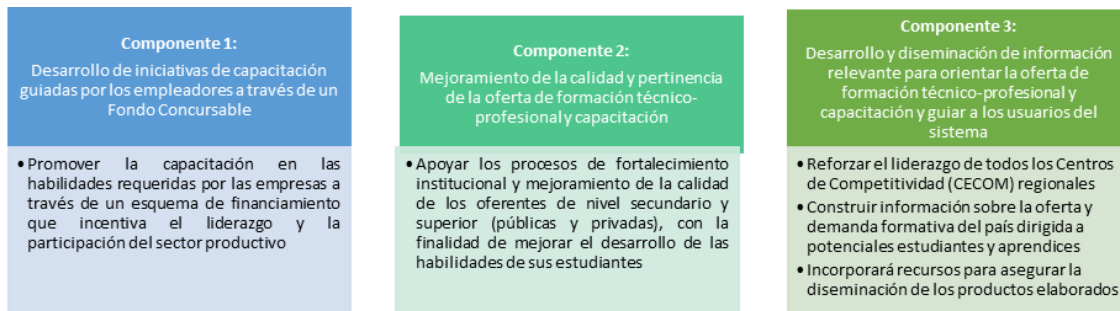 Componente 1:
Desarrollo de iniciativas de capacitación
guiadas por los empleadores a través de un
Fondo Concursable
• Promover la capacitación en las
habilidades requeridas por las empresas a
través de un esquema de financiamiento
que incentiva el liderazgo y la
participación del sector productivo
Componente 2:
Mejoramiento de la calidad y pertinencia
de la oferta de formación técnico-
profesional y capacitación
• Apoyar los procesos de fortalecimiento
institucional y mejoramiento de la calidad
de los oferentes de nivel secundario y
superior (públicas y privadas), con la
finalidad de mejorar el desarrollo de las
habilidades de sus estudiantes
Componente 3:
Desarrollo y diseminación de información
relevante para orientar la oferta de
formación técnico-profesional y
capacitación y guiar a los usuarios del
sistema
• Reforzar el liderazgo de todos los Centros
de Competitividad (CECOM) regionales
• Construir información sobre la oferta y
demanda formativa del país dirigida a
potenciales estudiantes y aprendices
• Incorporará recursos para asegurar la
diseminación de los productos elaborados